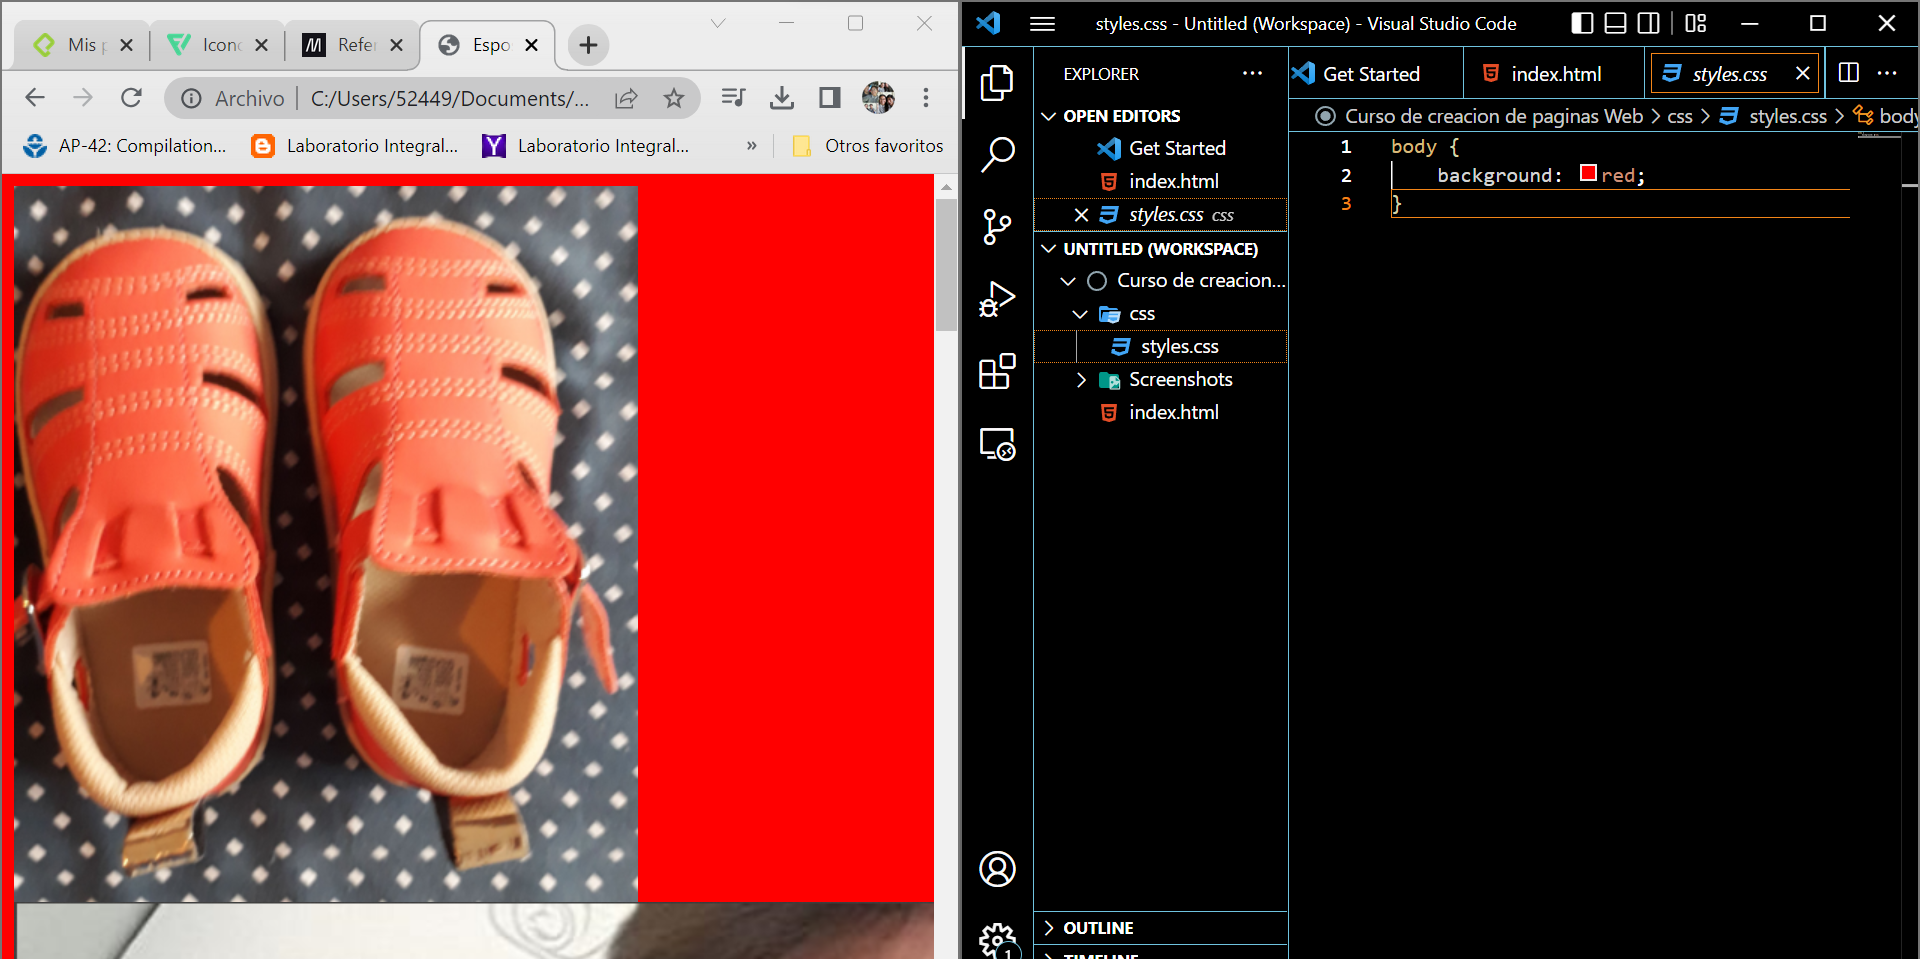 Mis p
Icono
Refer
Espo
Archivo
C:/Users/52449/Documents/...
AP-42: Compilation...
Laboratorio Integral...
Laboratorio Integral...
»
Otros favoritos
styles.css - Untitled (Workspace) - Visual Studio Code
EXPLORER
OPEN EDITORS
Get Started
index.html
styles.css css
UNTITLED (WORKSPACE)
Curso de creacion...
css
styles.css
Screenshots
index.html
OUTLINE
TIMELINE
1
Get Started
index.html
styles.css
Curso de creacion de paginas Web > css > styles.css > body
1 body {
2 background: red;
3 }